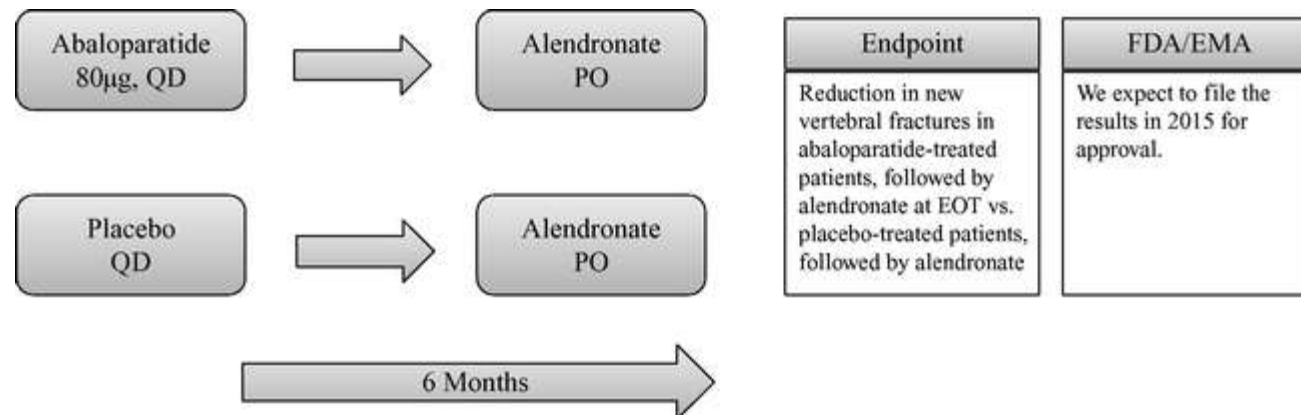 Abaloparatide
80µg, QD
Alendronate
PO
Placebo
QD
Alendronate
PO
6 Months
Endpoint
Reduction in new
vertebral fractures in
abaloparatide-treated
patients, followed by
alendronate at EOT vs.
placebo-treated patients,
followed by alendronate
FDA/EMA
We expect to file the
results in 2015 for
approval.